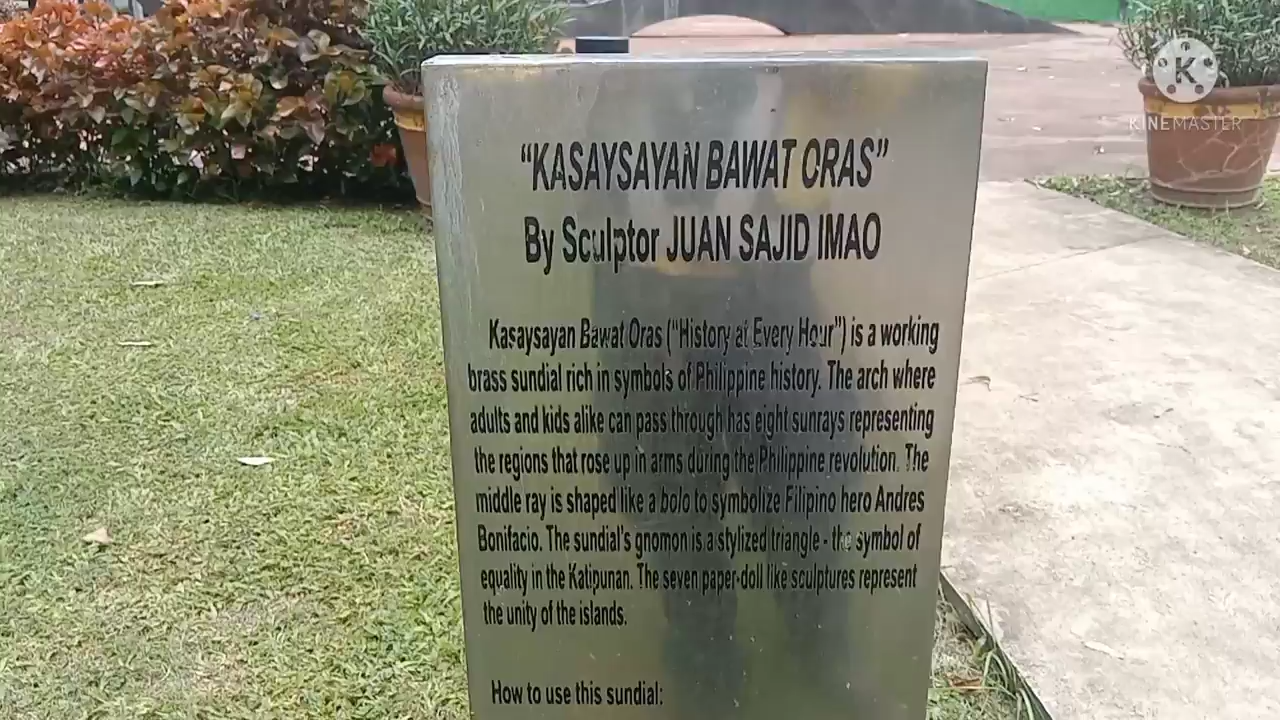 KINEMASTER
"KASAYSAYAN BAWAT ORAS"
By Sculptor JUAN SAJID IMAO
Kasaysayan Bawat Oras ("History at Every Hour") is a working
brass sundial rich in symbols of Philippine history. The arch where
adults and kids alike can pass through has eight sunrays representing
the regions that rose up in arms during the Philippine revolution. The
middle ray is shaped like a bolo to symbolize Filipino hero Andres
Bonifacio. The sundial's gnomon is a stylized triangle - the symbol of
equality in the Katipunan. The seven paper-doll like sculptures represent
the unity of the islands.
How to use this sundial: